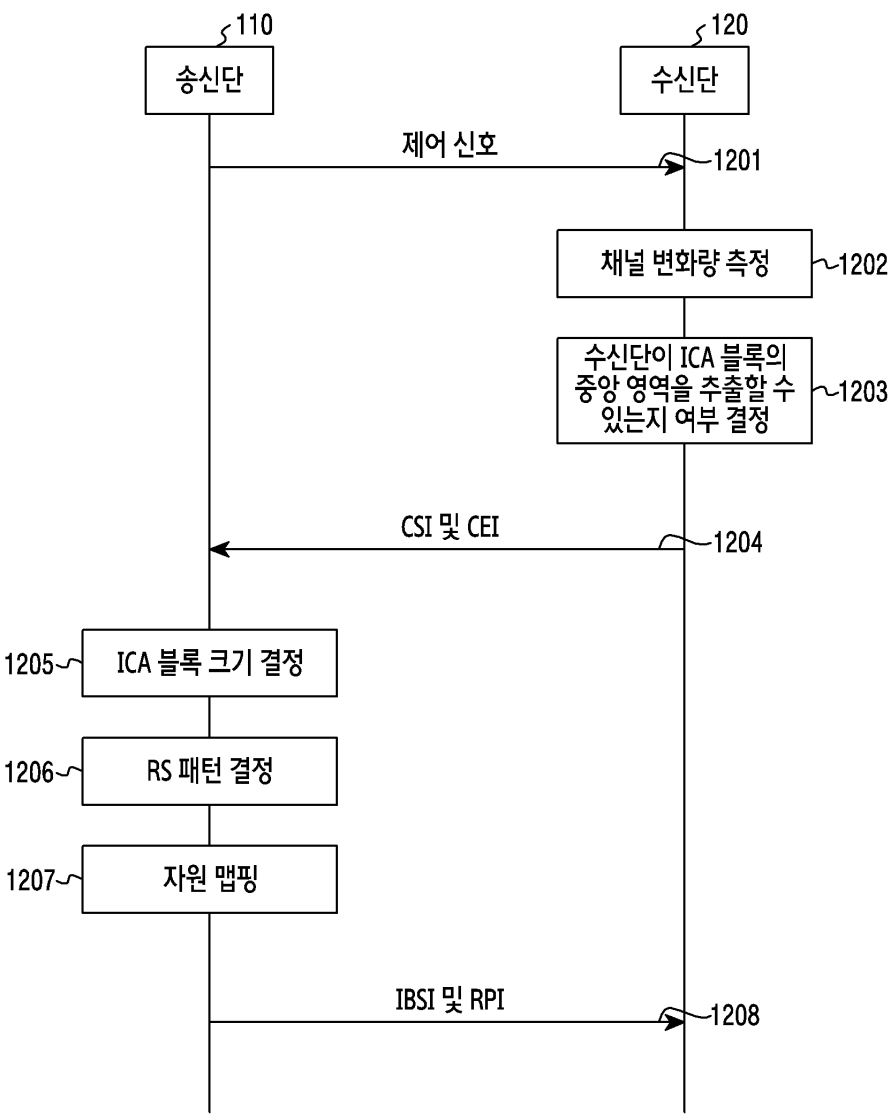 110
120
송신단
수신단
제어 신호
1201
채널 변화량 측정
1202
수신단이 ICA 블록의
중앙 영역을 추출할 수
있는지 여부 결정
1203
CSI 및 CEI
1204
1205
ICA 블록 크기 결정
1206
RS 패턴 결정
1207
자원 맵핑
IBSI 및 RPI
1208